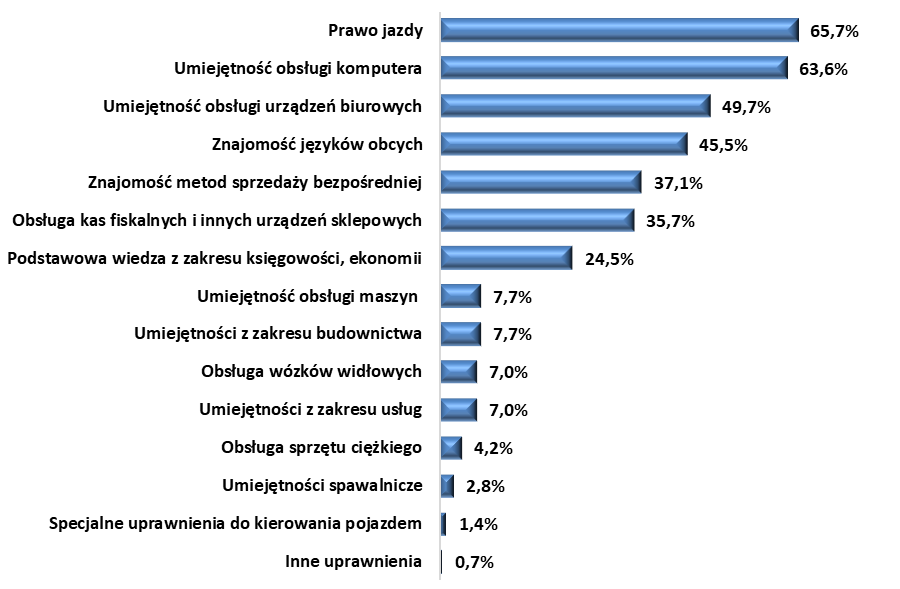 Prawo jazdy 65,7%
Umiejętność obsługi komputera 63,6%
Umiejętność obsługi urządzeń biurowych 49,7%
Znajomość języków obcych 45,5%
Znajomość metod sprzedaży bezpośredniej 37,1%
Obsługa kas fiskalnych i innych urządzeń sklepowych 35,7%
Podstawowa wiedza z zakresu księgowości, ekonomii 24,5%
Umiejętność obsługi maszyn 7,7%
Umiejętności z zakresu budownictwa 7,7%
Obsługa wózków widłowych 7,0%
Umiejętności z zakresu usług 7,0%
Obsługa sprzętu ciężkiego 4,2%
Umiejętności spawalnicze 2,8%
Specjalne uprawnienia do kierowania pojazdem 1,4%
Inne uprawnienia 0,7%